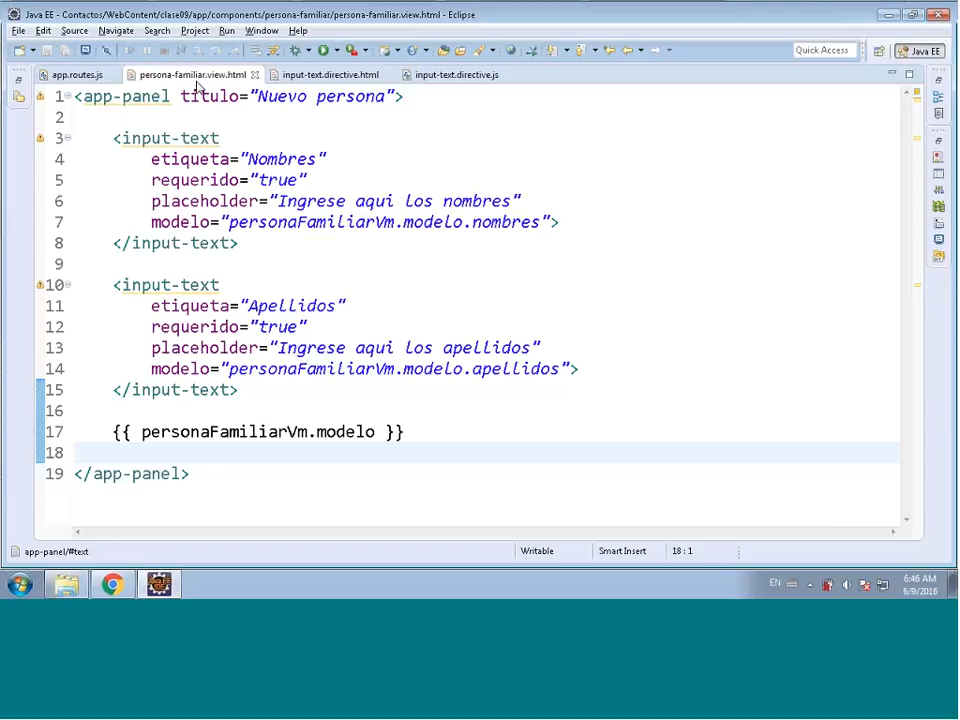 Java EE - Contactos/WebContent/clase09/app/components/persona-familiar/persona-familiar.view.html - Eclipse
File Edit Source Navigate Search Project Run Window Help
Quick Access Java EE
app.routes.js persona-familiar.view.html input-text.directive.html input-text.directive.js
1 <app-panel titulo="Nuevo persona">
2
3 <input-text
4 etiqueta="Nombres"
5 requerido="true"
6 placeholder="Ingrese aqui los nombres"
7 modelo="personaFamiliarVm.modelo.nombres">
8 </input-text>
9
10 <input-text
11 etiqueta="Apellidos"
12 requerido="true"
13 placeholder="Ingrese aqui los apellidos"
14 modelo="personaFamiliarVm.modelo.apellidos">
15 </input-text>
16
17 {{ personaFamiliarVm.modelo }}
18
19 </app-panel>
app-panel/#text Writable Smart Insert 18 : 1
EN 6:46 AM
6/9/2016